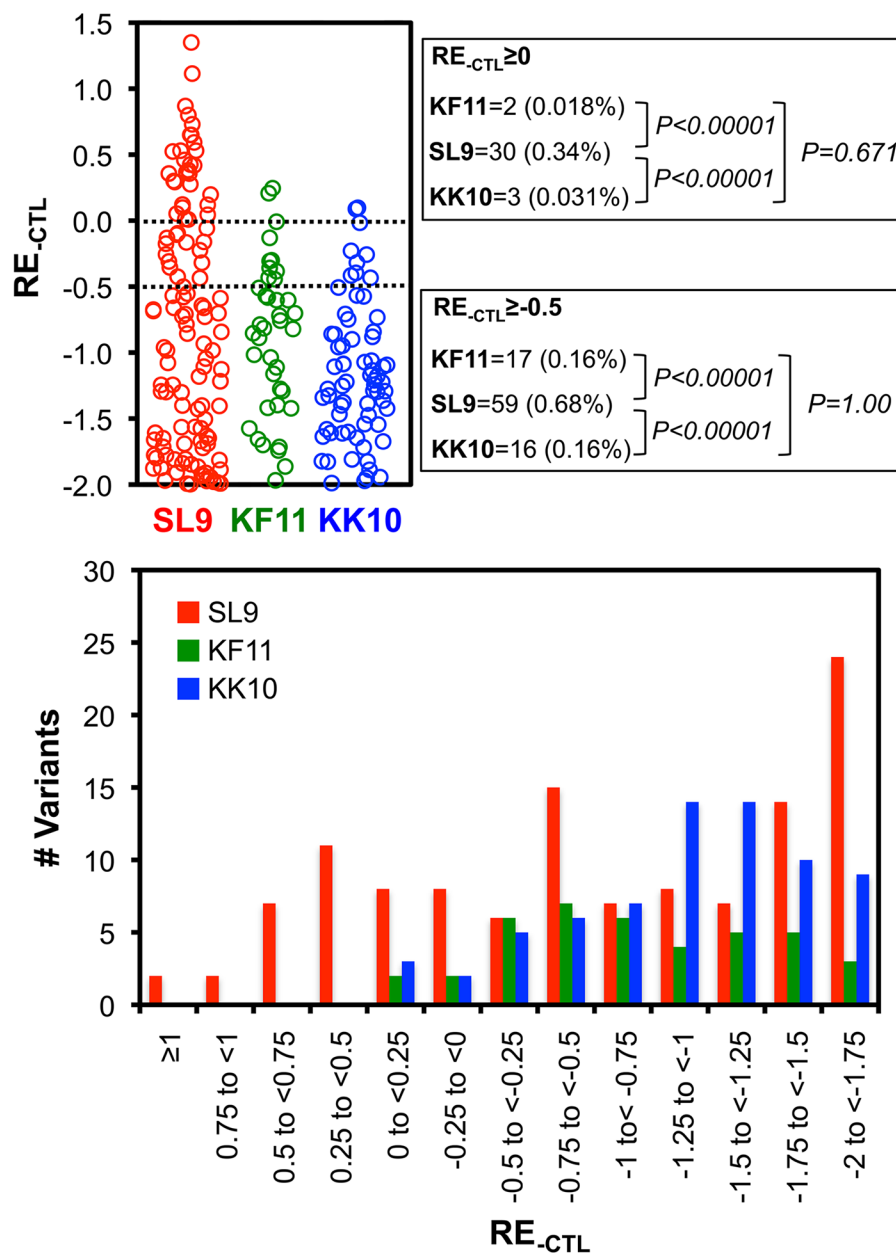 1.5
1.0
0.5
0.0
-0.5
-1.0
-1.5
-2.0
RE-CTL
SL9 KF11 KK10
RE-CTL≥0
KF11=2 (0.018%)
SL9=30 (0.34%)
KK10=3 (0.031%)
P<0.00001
P<0.00001
P=0.671
RE-CTL≥-0.5
KF11=17 (0.16%)
SL9=59 (0.68%)
KK10=16 (0.16%)
P<0.00001
P<0.00001
P=1.00
30
25
20
15
10
5
0
# Variants
SL9
KF11
KK10
≥1
0.75 to <1
0.5 to <0.75
0.25 to <0.5
0 to <0.25
-0.25 to <0
-0.5 to <-0.25
-0.75 to <-0.5
-1 to< -0.75
-1.25 to <-1
-1.5 to <-1.25
-1.75 to <-1.5
-2 to <-1.75
RE-CTL